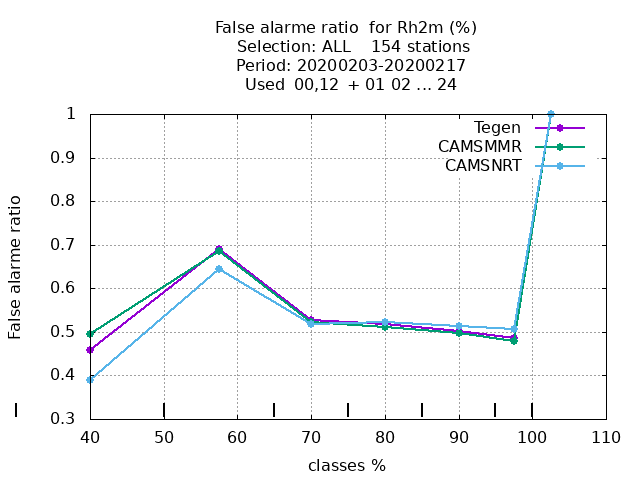 False alarme ratio  for Rh2m (%)
Selection: ALL    154 stations
Period: 20200203-20200217
Used  00,12  + 01 02 ... 24
Tegen
CAMSMMR
CAMSNRT
False alarme ratio
1
0.9
0.8
0.7
0.6
0.5
0.4
0.3
40 50 60 70 80 90 100 110
classes %